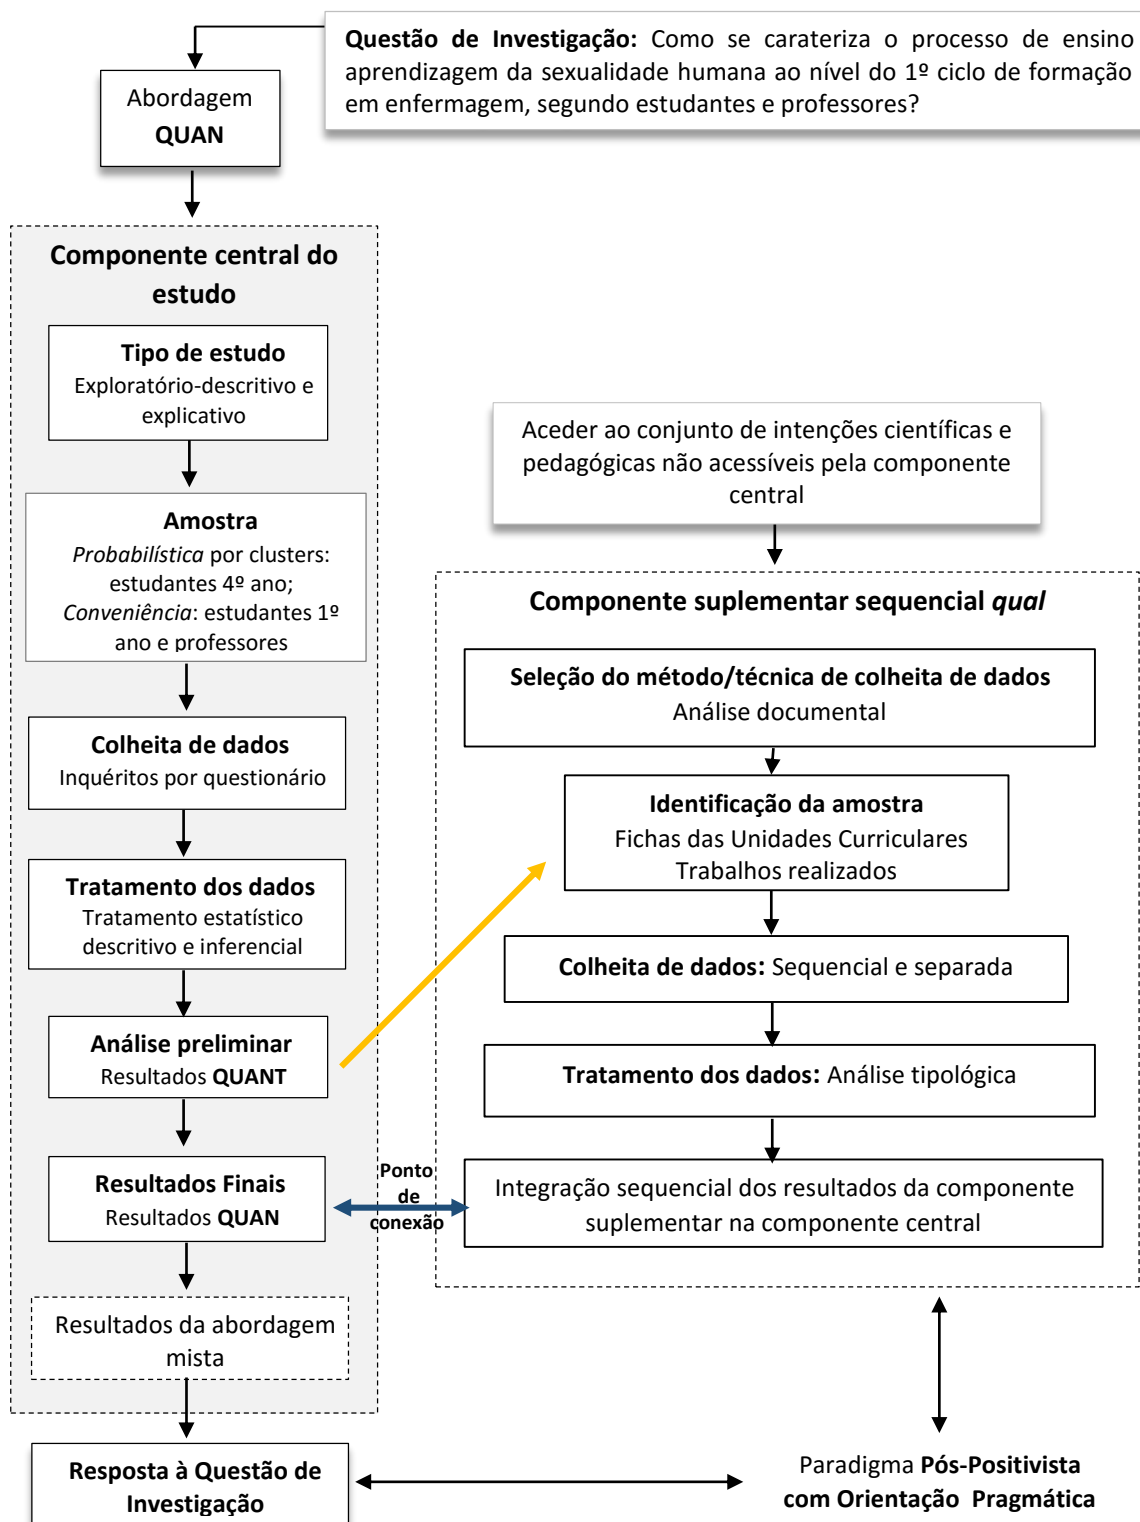 Questão de Investigação: Como se carateriza o processo de ensino
aprendizagem da sexualidade humana ao nível do 1º ciclo de formação
em enfermagem, segundo estudantes e professores?
Abordagem
QUAN
Componente central do
estudo
Tipo de estudo
Exploratório-descritivo e
explicativo
Amostra
Probabilística por clusters:
estudantes 4º ano;
Conveniência: estudantes 1º
ano e professores
Colheita de dados
Inquéritos por questionário
Tratamento dos dados
Tratamento estatístico
descritivo e inferencial
Análise preliminar
Resultados QUANT
Resultados Finais
Resultados QUAN
Resultados da abordagem
mista
Resposta à Questão de
Investigação
Ponto
de
conexão
Aceder ao conjunto de intenções científicas e
pedagógicas não acessíveis pela componente
central
Componente suplementar sequencial qual
Seleção do método/técnica de colheita de dados
Análise documental
Identificação da amostra
Fichas das Unidades Curriculares
Trabalhos realizados
Colheita de dados: Sequencial e separada
Tratamento dos dados: Análise tipológica
Integração sequencial dos resultados da componente
suplementar na componente central
Paradigma Pós-Positivista
com Orientação Pragmática